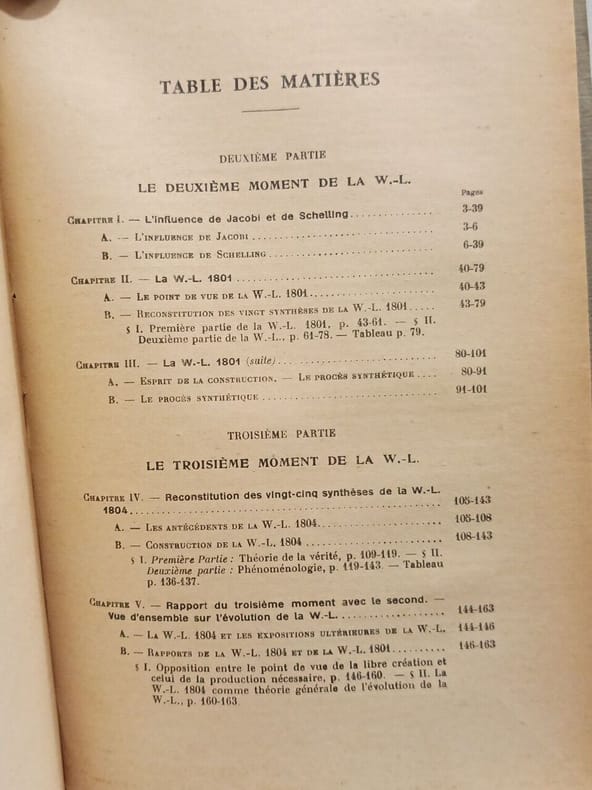 TABLE DES MATIÈRES
DEUXIÈME PARTIE
LE DEUXIÈME MOMENT DE LA W.-L.
Pages
CHAPITRE I. — L'influence de Jacobi et de Schelling 3-39
A. — L'INFLUENCE DE JACOBI 3-6
B. — L'INFLUENCE DE SCHELLING 6-39
CHAPITRE II. — La W.-L. 1801 40-79
A. — LE POINT DE VUE DE LA W.-L. 1801 40-43
B. — RECONSTITUTION DES VINGT SYNTHÈSES DE LA W.-L. 1801 43-79
§ I. Première partie de la W.-L. 1801, p. 43-61. — § II.
Deuxième partie de la W.-L., p. 61-78. — Tableau p. 79.
CHAPITRE III. — La W.-L. 1801 (suite) 80-101
A. — ESPRIT DE LA CONSTRUCTION. — LE PROCÈS SYNTHÉTIQUE 80-91
B. — LE PROCÈS SYNTHÉTIQUE 91-101
TROISIÈME PARTIE
LE TROISIÈME MOMENT DE LA W.-L.
CHAPITRE IV. — Reconstitution des vingt-cinq synthèses de la W.-L.
1804 105-143
A. — LES ANTÉCÉDENTS DE LA W.-L. 1804 105-108
B. — CONSTRUCTION DE LA W.-L. 1804 108-143
§ I. Première Partie : Théorie de la vérité, p. 109-119. — § II.
Deuxième partie : Phénoménologie, p. 119-143. — Tableau
p. 136-137.
CHAPITRE V. — Rapport du troisième moment avec le second. —
Vue d'ensemble sur l'évolution de la W.-L. 144-163
A. — LA W.-L. 1804 ET LES EXPOSITIONS ULTÉRIEURES DE LA W.-L. 144-146
B. — RAPPORTS DE LA W.-L. 1804 ET DE LA W.-L. 1801 146-163
§ I. Opposition entre le point de vue de la libre création et
celui de la production nécessaire, p. 146-160. — § II. La
W.-L. 1804 comme théorie générale de l'évolution de la
W.-L., p. 160-163.